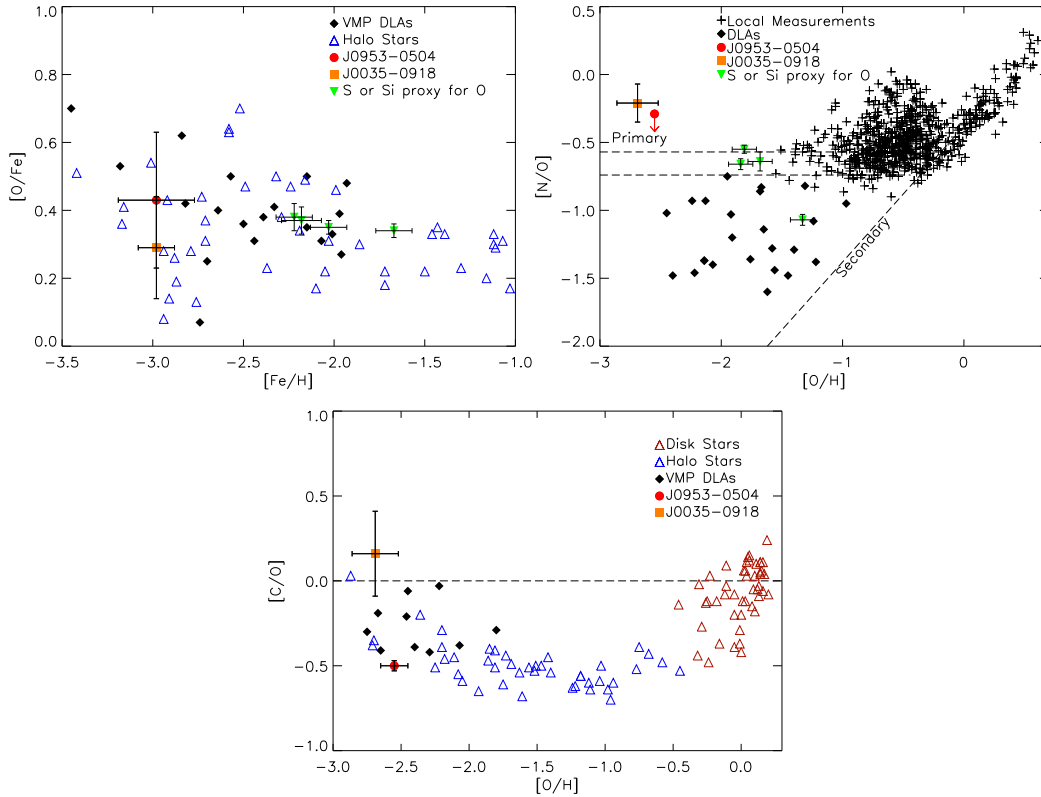 1.0
0.8
0.6
0.4
0.2
0.0
[O/Fe]
VMP DLAs
Halo Stars
J0953-0504
J0035-0918
S or Si proxy for O
-3.5
-3.0
-2.5
-2.0
-1.5
-1.0
[Fe/H]
0.5
0.0
-0.5
-1.0
-1.5
-2.0
[N/O]
Local Measurements
DLAs
J0953-0504
J0035-0918
S or Si proxy for O
Primary
Secondary
-3
-2
-1
0
[O/H]
1.0
0.5
0.0
-0.5
-1.0
[C/O]
Disk Stars
Halo Stars
VMP DLAs
J0953-0504
J0035-0918
-3.0
-2.5
-2.0
-1.5
-1.0
-0.5
0.0
[O/H]